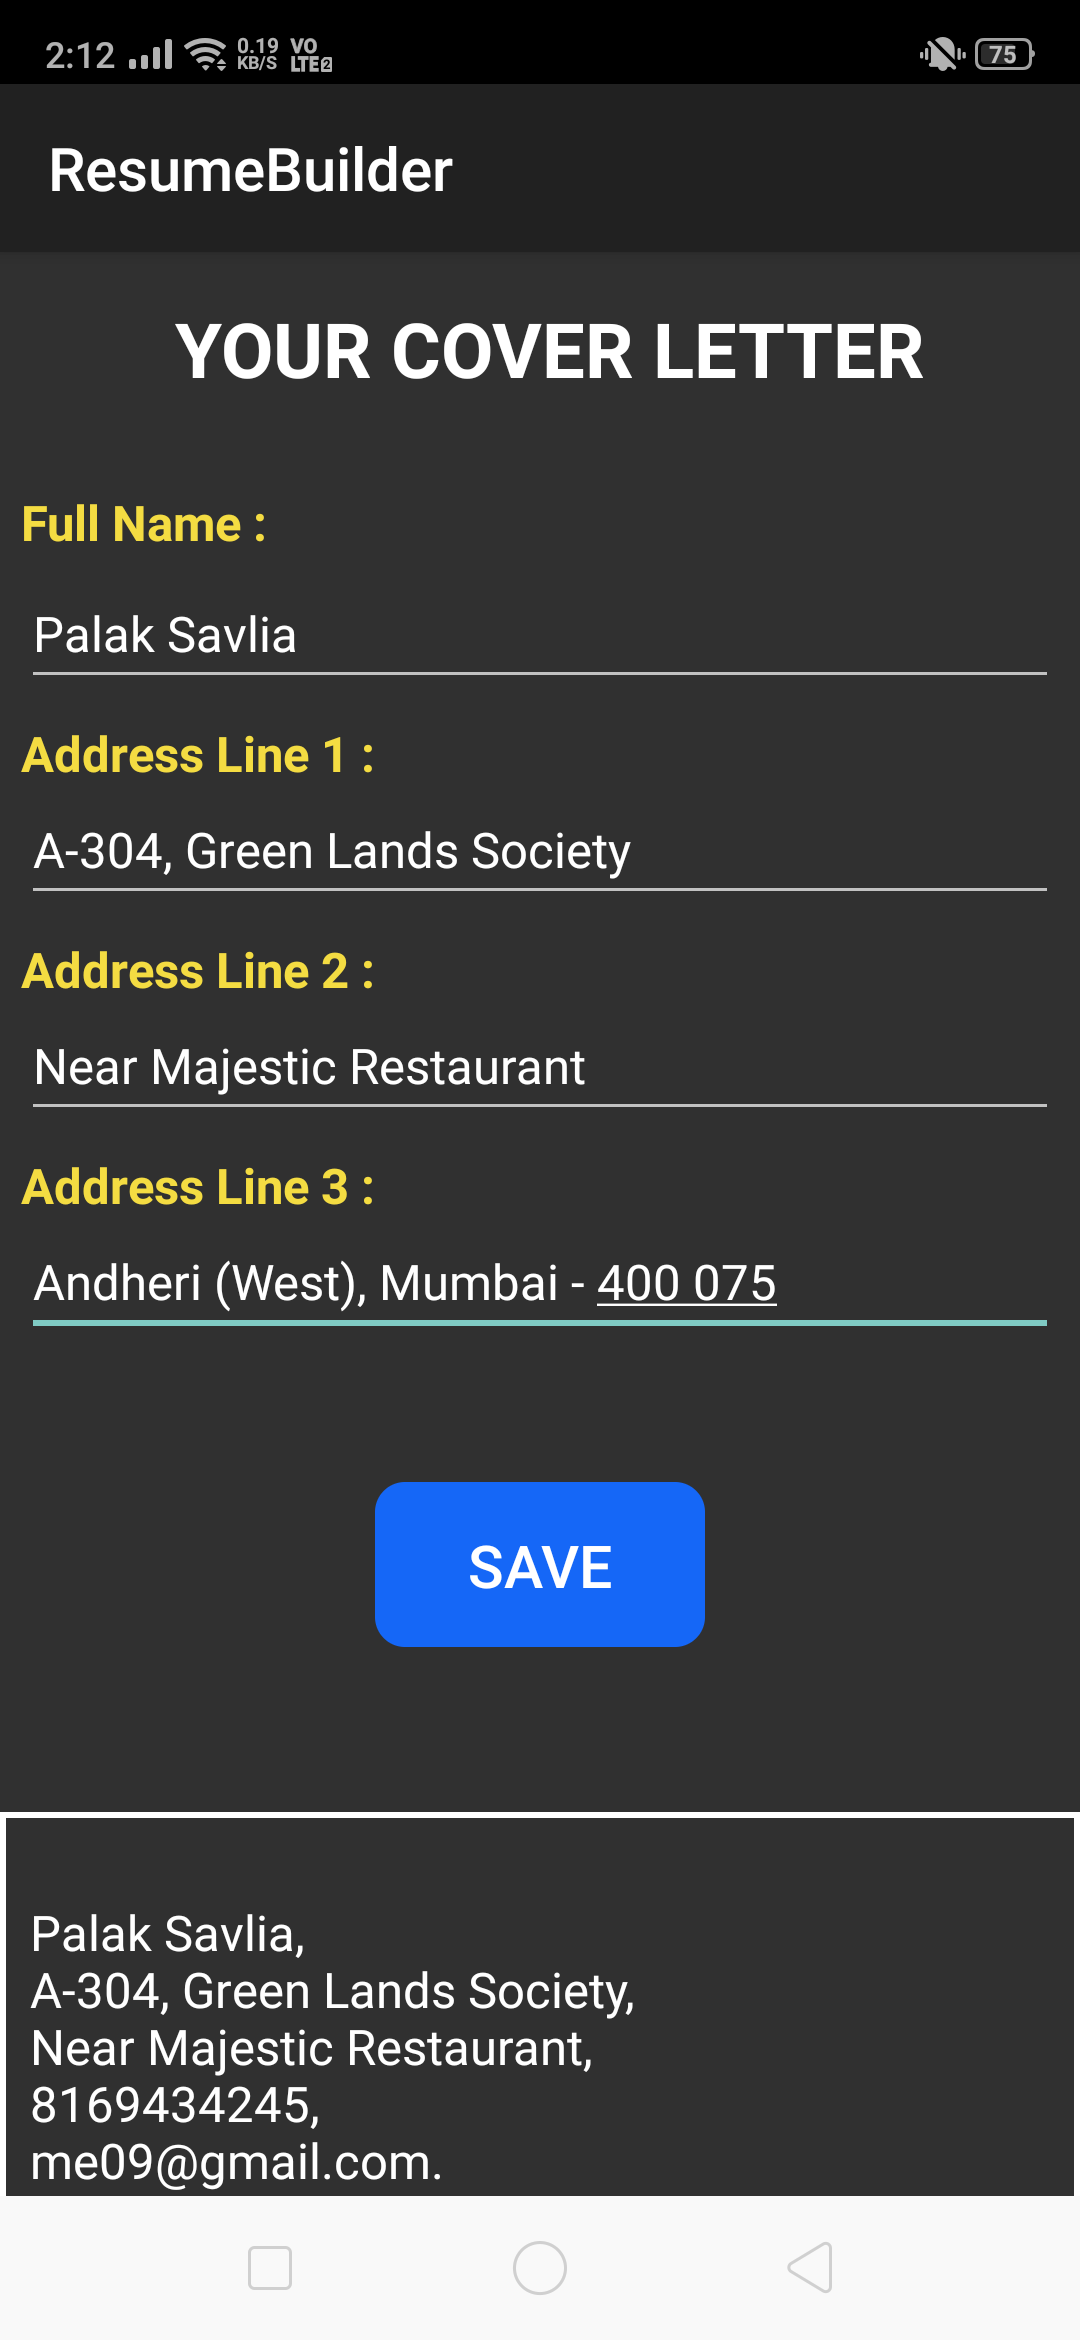 2:12 0.19 KB/S VO LTE 2 75
ResumeBuilder
YOUR COVER LETTER
Full Name :
Palak Savlia
Address Line 1 :
A-304, Green Lands Society
Address Line 2 :
Near Majestic Restaurant
Address Line 3 :
Andheri (West), Mumbai - 400 075
SAVE
Palak Savlia,
A-304, Green Lands Society,
Near Majestic Restaurant,
8169434245,
me09@gmail.com.